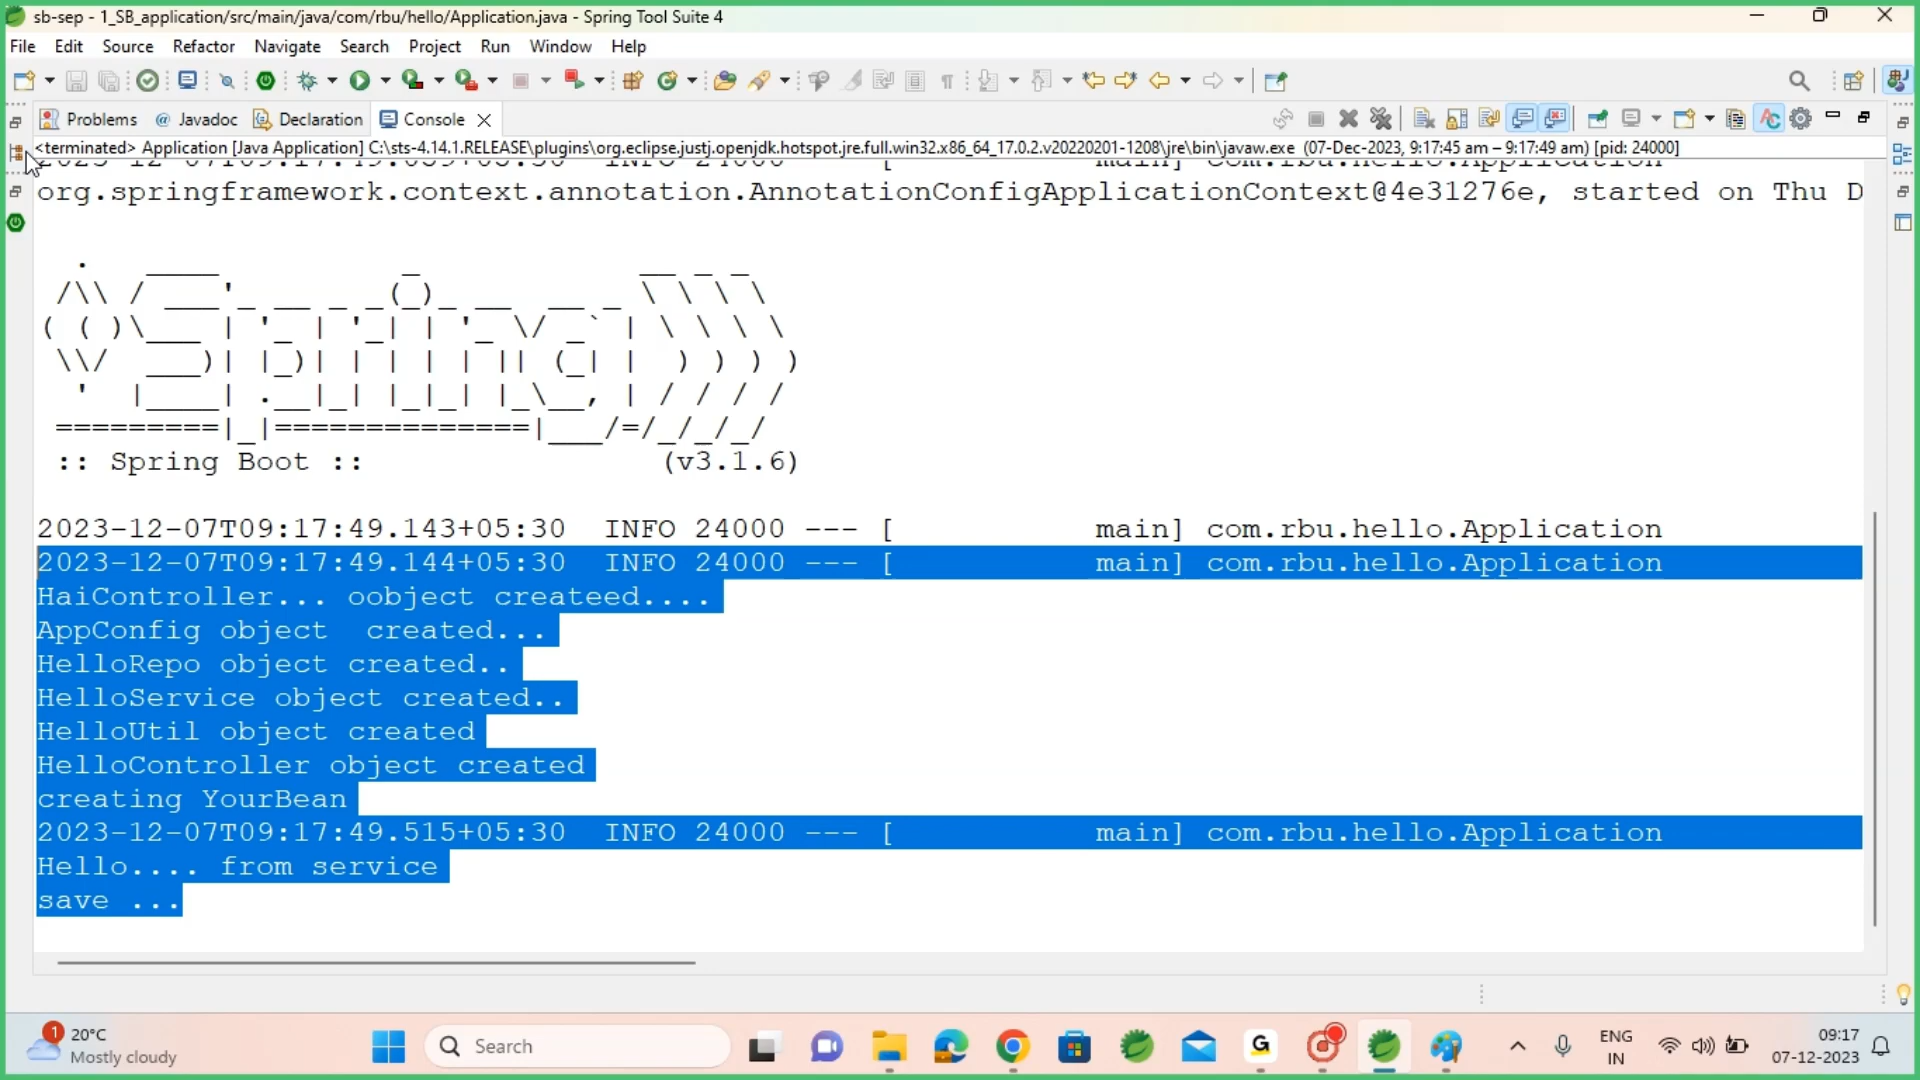 sb-sep - 1_SB_application/src/main/java/com/rbu/hello/Application.java - Spring Tool Suite 4
File Edit Source Refactor Navigate Search Project Run Window Help
Problems @ Javadoc Declaration Console
<terminated> Application [Java Application] C:\sts-4.14.1.RELEASE\plugins\org.eclipse.justj.openjdk.hotspot.jre.full.win32.x86_64_17.0.2.v20220201-1208\jre\bin\javaw.exe (07-Dec-2023, 9:17:45 am – 9:17:49 am) [pid: 24000]
org.springframework.context.annotation.AnnotationConfigApplicationContext@4e31276e, started on Thu D
:: Spring Boot :: (v3.1.6)
2023-12-07T09:17:49.143+05:30 INFO 24000 --- [ main] com.rbu.hello.Application
2023-12-07T09:17:49.144+05:30 INFO 24000 --- [ main] com.rbu.hello.Application
HaiController... oobject createed....
AppConfig object  created...
HelloRepo object created..
HelloService object created..
HelloUtil object created
HelloController object created
creating YourBean
2023-12-07T09:17:49.515+05:30 INFO 24000 --- [ main] com.rbu.hello.Application
Hello.... from service
save ...
1 20°C
Mostly cloudy
Search
ENG
IN
09:17
07-12-2023